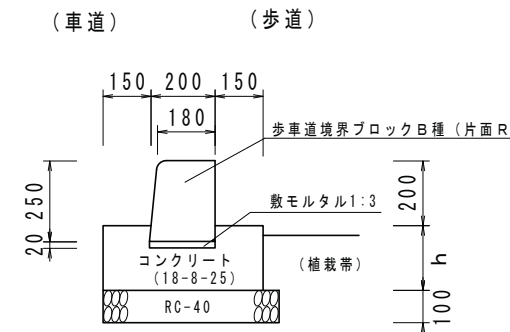 (車道)
(歩道)
150
200
150
180
歩車道境界ブロックB種(片面R
250
20
敷モルタル1:3
200
コンクリート
(18-8-25)
(植栽帯)
h
RC-40
100